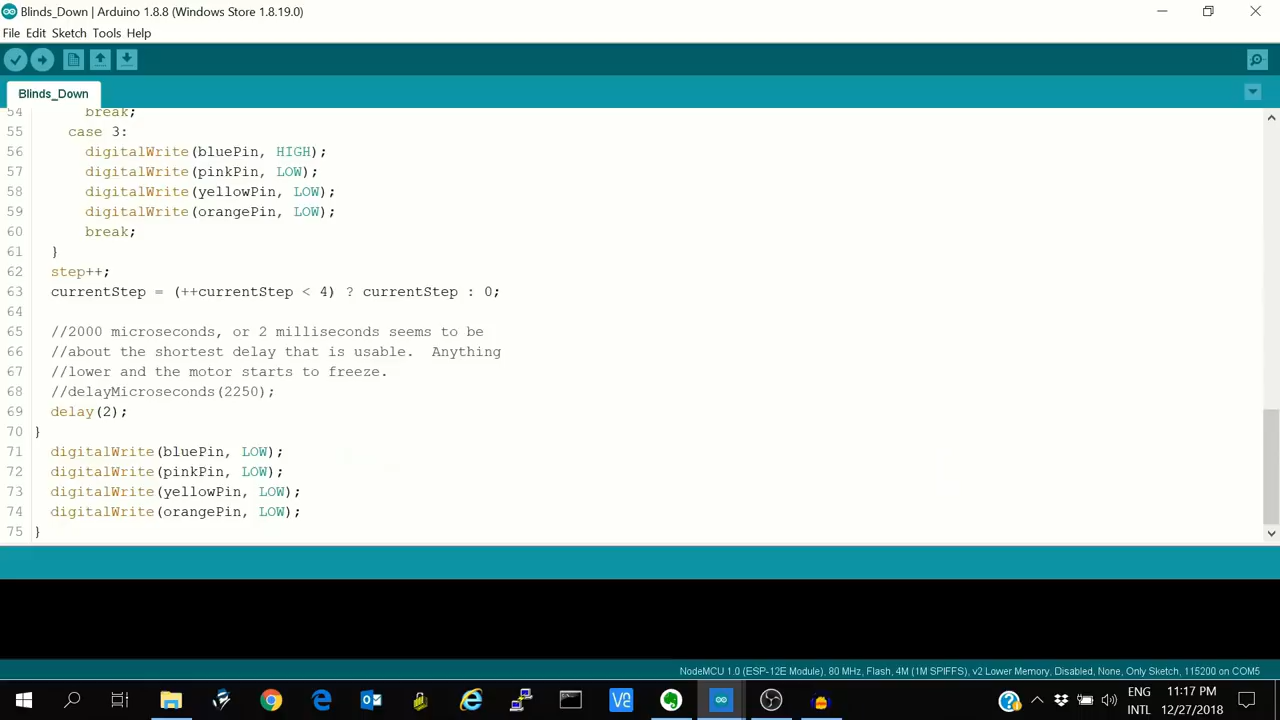 Blinds_Down | Arduino 1.8.8 (Windows Store 1.8.19.0)
File Edit Sketch Tools Help
Blinds_Down
54 break;
55 case 3:
56 digitalWrite(bluePin, HIGH);
57 digitalWrite(pinkPin, LOW);
58 digitalWrite(yellowPin, LOW);
59 digitalWrite(orangePin, LOW);
60 break;
61 }
62 step++;
63 currentStep = (++currentStep < 4) ? currentStep : 0;
64
65 //2000 microseconds, or 2 milliseconds seems to be
66 //about the shortest delay that is usable.  Anything
67 //lower and the motor starts to freeze.
68 //delayMicroseconds(2250);
69 delay(2);
70 }
71 digitalWrite(bluePin, LOW);
72 digitalWrite(pinkPin, LOW);
73 digitalWrite(yellowPin, LOW);
74 digitalWrite(orangePin, LOW);
75 }
NodeMCU 1.0 (ESP-12E Module), 80 MHz, Flash, 4M (1M SPIFFS), v2 Lower Memory, Disabled, None, Only Sketch, 115200 on COM5
ENG 11:17 PM
INTL 12/27/2018